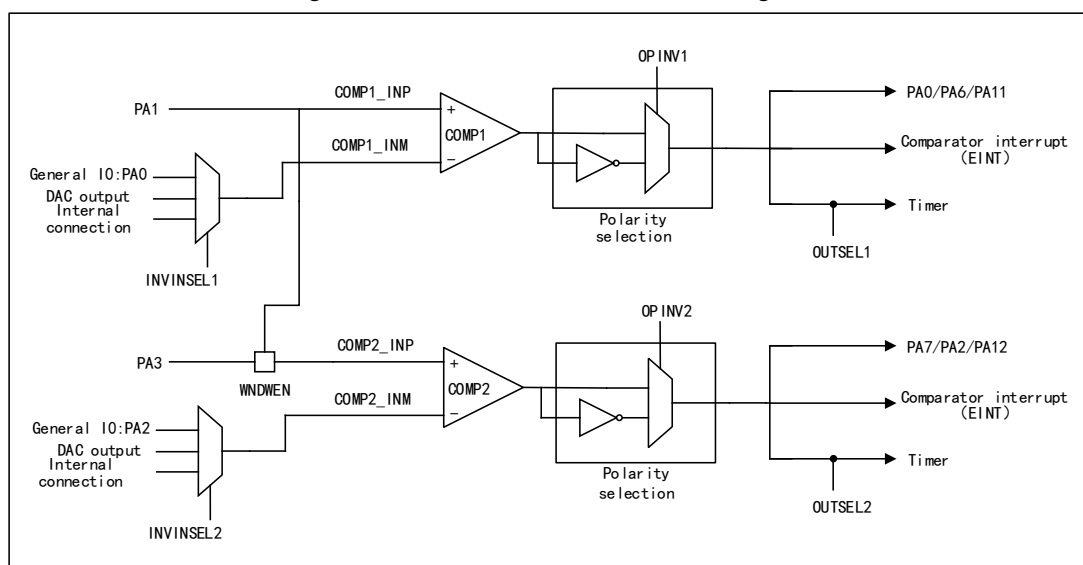 OPINV1
COMP1_INP
PA1
+
COMP1
COMP1_INM
−
PA0/PA6/PA11
Comparator interrupt
(EINT)
General IO:PA0
DAC output
Internal
connection
Timer
Polarity
selection
OUTSEL1
INVINSEL1
OPINV2
COMP2_INP
PA3
+
WNDWEN
COMP2
COMP2_INM
−
PA7/PA2/PA12
Comparator interrupt
(EINT)
General IO:PA2
DAC output
Internal
connection
Timer
Polarity
selection
OUTSEL2
INVINSEL2